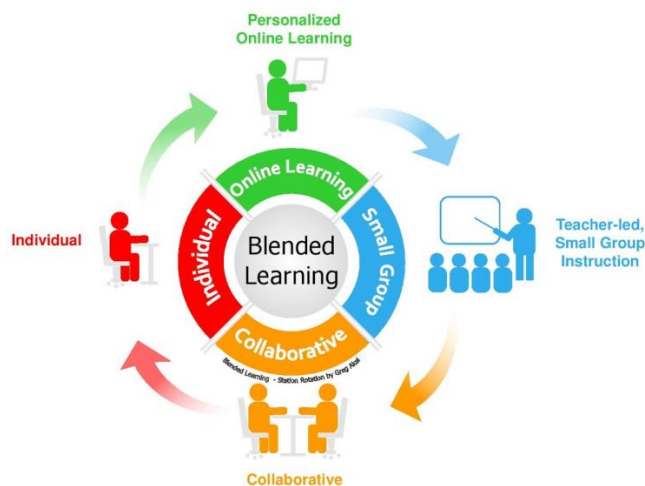 Personalized
Online Learning
Online Learning
Individual
Individual
Blended
Learning
Small Group
Teacher-led,
Small Group
Instruction
Collaborative
Blended Learning - Station Rotation by Greg Akai
Collaborative